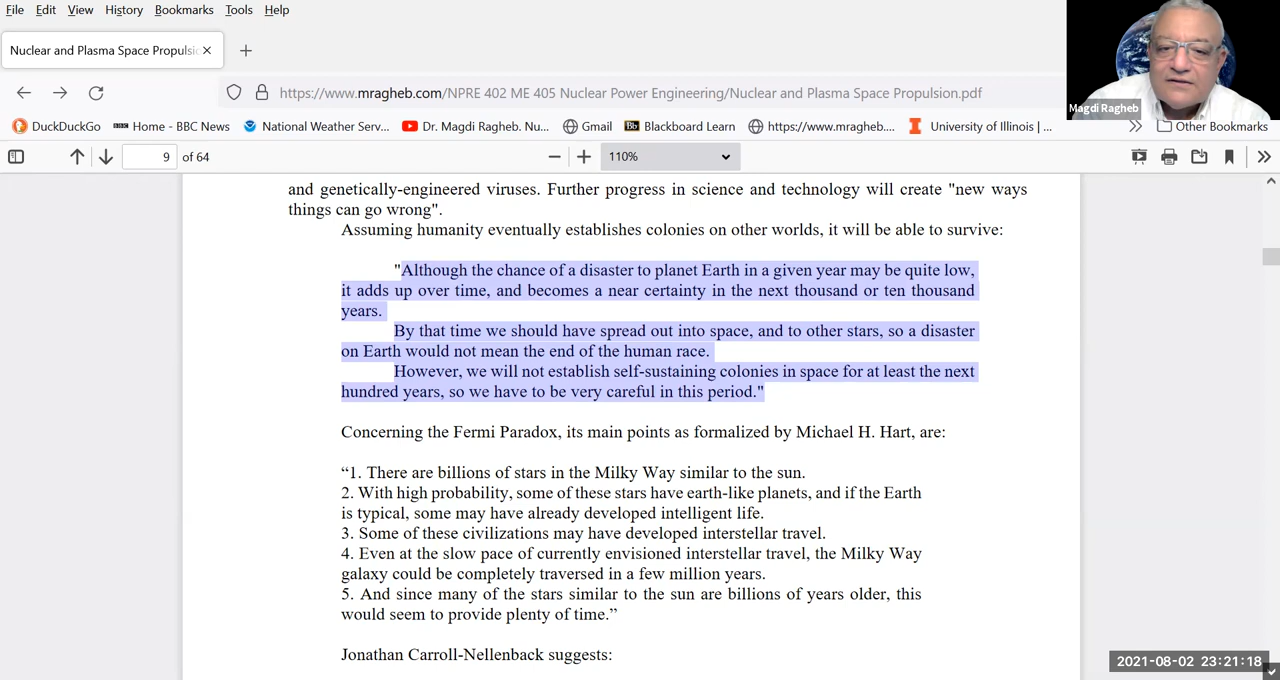 File Edit View History Bookmarks Tools Help
Nuclear and Plasma Space Propulsic
https://www.mragheb.com/NPRE 402 ME 405 Nuclear Power Engineering/Nuclear and Plasma Space Propulsion.pdf
Magdi Ragheb
DuckDuckGo BBC Home - BBC News National Weather Serv... Dr. Magdi Ragheb. Nu... Gmail Bb Blackboard Learn https://www.mragheb.... University of Illinois |... Other Bookmarks
9 of 64 110%
and genetically-engineered viruses. Further progress in science and technology will create "new ways
things can go wrong".
Assuming humanity eventually establishes colonies on other worlds, it will be able to survive:
"Although the chance of a disaster to planet Earth in a given year may be quite low,
it adds up over time, and becomes a near certainty in the next thousand or ten thousand
years.
By that time we should have spread out into space, and to other stars, so a disaster
on Earth would not mean the end of the human race.
However, we will not establish self-sustaining colonies in space for at least the next
hundred years, so we have to be very careful in this period."
Concerning the Fermi Paradox, its main points as formalized by Michael H. Hart, are:
“1. There are billions of stars in the Milky Way similar to the sun.
2. With high probability, some of these stars have earth-like planets, and if the Earth
is typical, some may have already developed intelligent life.
3. Some of these civilizations may have developed interstellar travel.
4. Even at the slow pace of currently envisioned interstellar travel, the Milky Way
galaxy could be completely traversed in a few million years.
5. And since many of the stars similar to the sun are billions of years older, this
would seem to provide plenty of time.”
Jonathan Carroll-Nellenback suggests:
2021-08-02 23:21:18